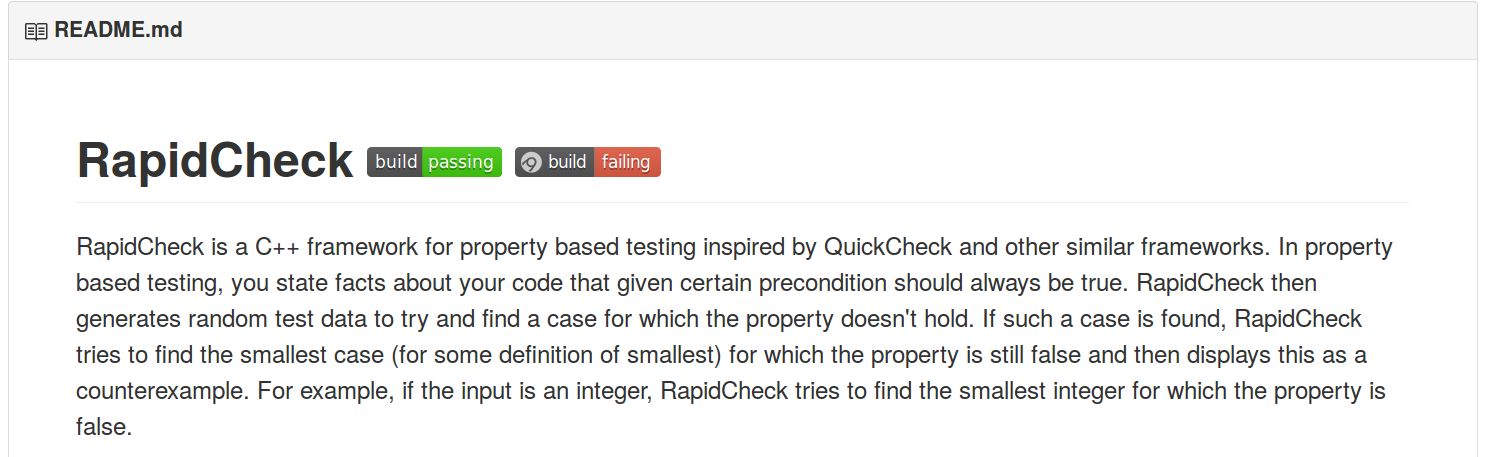 README.md
RapidCheck build passing build failing
RapidCheck is a C++ framework for property based testing inspired by QuickCheck and other similar frameworks. In property
based testing, you state facts about your code that given certain precondition should always be true. RapidCheck then
generates random test data to try and find a case for which the property doesn't hold. If such a case is found, RapidCheck
tries to find the smallest case (for some definition of smallest) for which the property is still false and then displays this as a
counterexample. For example, if the input is an integer, RapidCheck tries to find the smallest integer for which the property is
false.